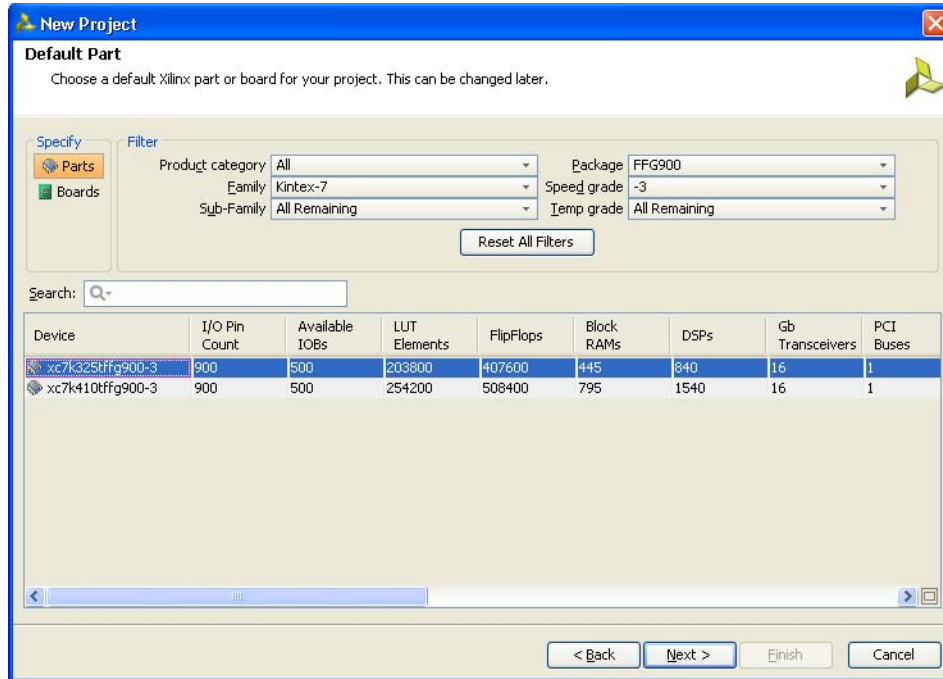 New Project
Default Part
Choose a default Xilinx part or board for your project. This can be changed later.
Specify
Parts
Boards
Filter
Product category All
Package FFG900
Family Kintex-7
Speed grade -3
Sub-Family All Remaining
Temp grade All Remaining
Reset All Filters
Search:
Device I/O Pin Count Available IOBs LUT Elements FlipFlops Block RAMs DSPs Gb Transceivers PCI Buses
xc7k325tffg900-3 900 500 203800 407600 445 840 16 1
xc7k410tffg900-3 900 500 254200 508400 795 1540 16 1
< Back Next > Finish Cancel